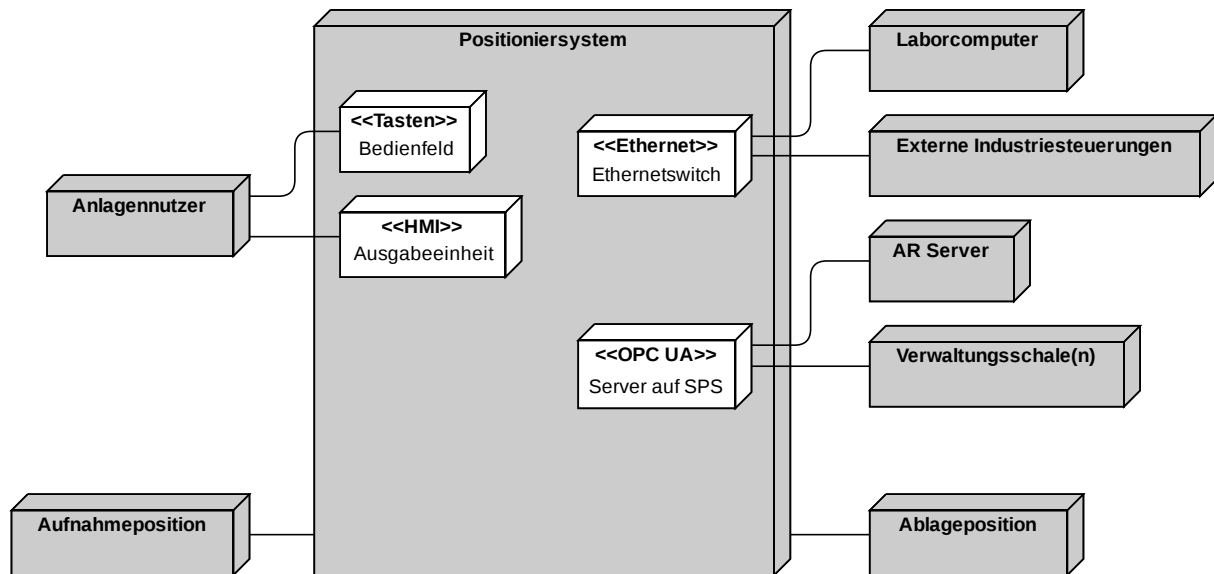 Positioniersystem
<<Tasten>>
Bedienfeld
<<HMI>>
Ausgabeeinheit
<<Ethernet>>
Ethernetswitch
<<OPC UA>>
Server auf SPS
Anlagennutzer
Aufnahmeposition
Laborcomputer
Externe Industriesteuerungen
AR Server
Verwaltungsschale(n)
Ablageposition